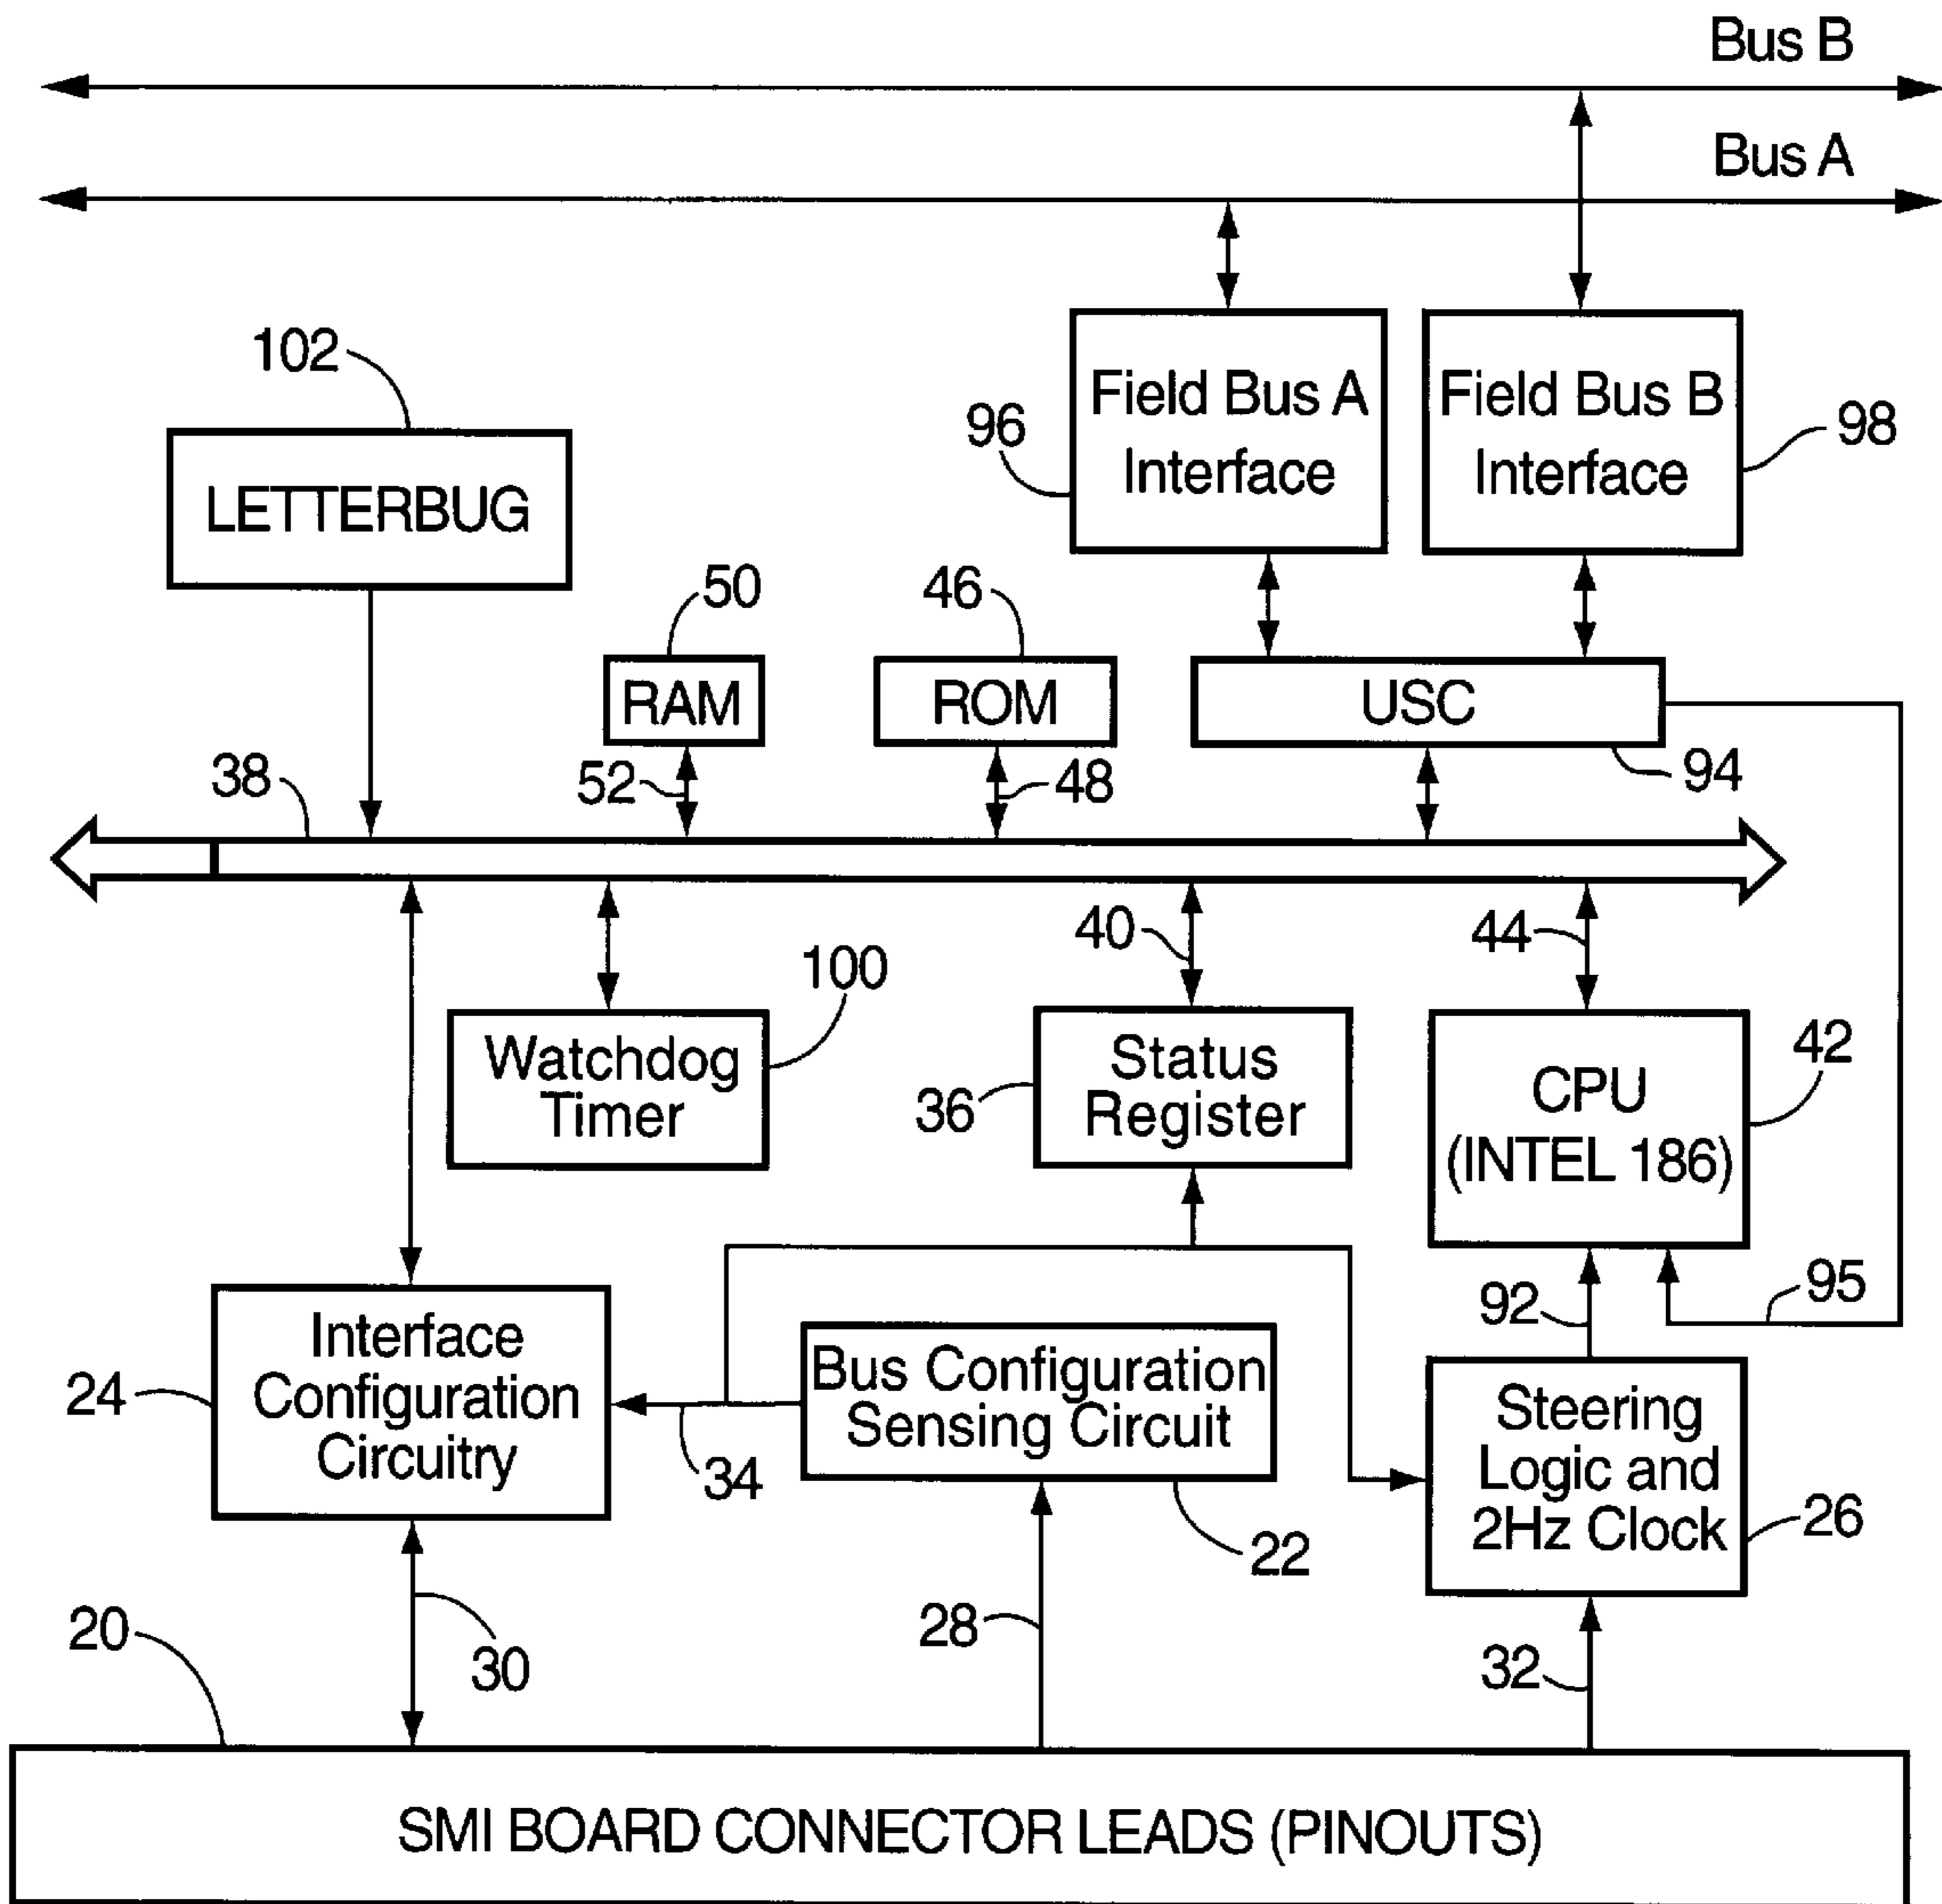 Bus B
Bus A
102
LETTERBUG
96
Field Bus A
Interface
Field Bus B
Interface
98
50
RAM
46
ROM
USC
38
52
48
94
40
44
100
Watchdog
Timer
36
Status
Register
42
CPU
(INTEL 186)
92
95
24
Interface
Configuration
Circuitry
34
Bus Configuration
Sensing Circuit
22
Steering
Logic and
2Hz Clock
26
20
30
28
32
SMI BOARD CONNECTOR LEADS (PINOUTS)